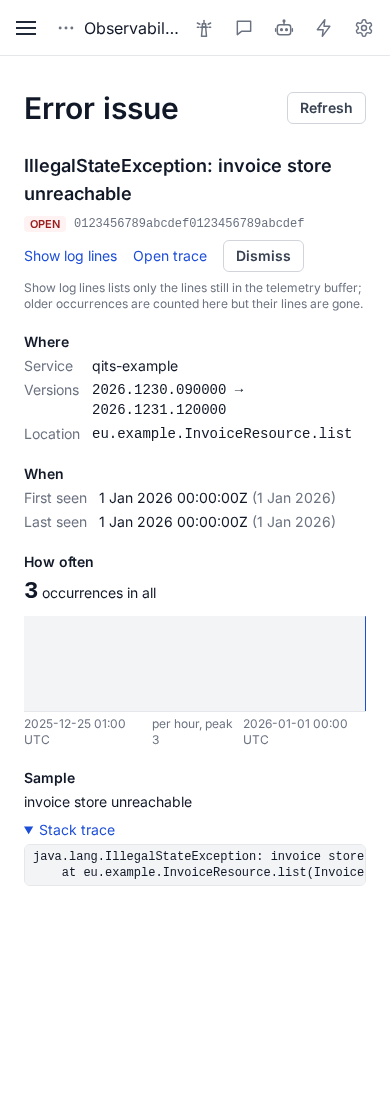 Observabil...
Error issue
Refresh
IllegalStateException: invoice store
unreachable
OPEN 0123456789abcdef0123456789abcdef
Show log lines Open trace Dismiss
Show log lines lists only the lines still in the telemetry buffer;
older occurrences are counted here but their lines are gone.
Where
Service qits-example
Versions 2026.1230.090000 →
2026.1231.120000
Location eu.example.InvoiceResource.list
When
First seen 1 Jan 2026 00:00:00Z (1 Jan 2026)
Last seen 1 Jan 2026 00:00:00Z (1 Jan 2026)
How often
3 occurrences in all
2025-12-25 01:00 UTC
per hour, peak 3
2026-01-01 00:00 UTC
Sample
invoice store unreachable
▼ Stack trace
java.lang.IllegalStateException: invoice store
at eu.example.InvoiceResource.list(Invoice